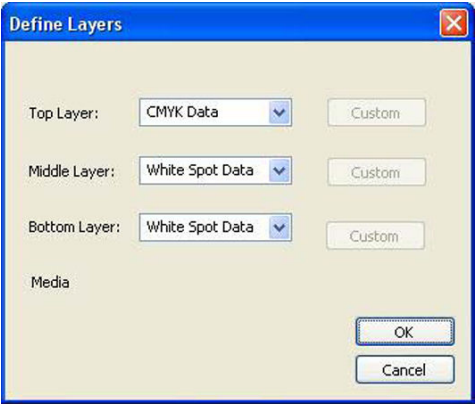 Define Layers
Top Layer: CMYK Data Custom
Middle Layer: White Spot Data Custom
Bottom Layer: White Spot Data Custom
Media
OK
Cancel